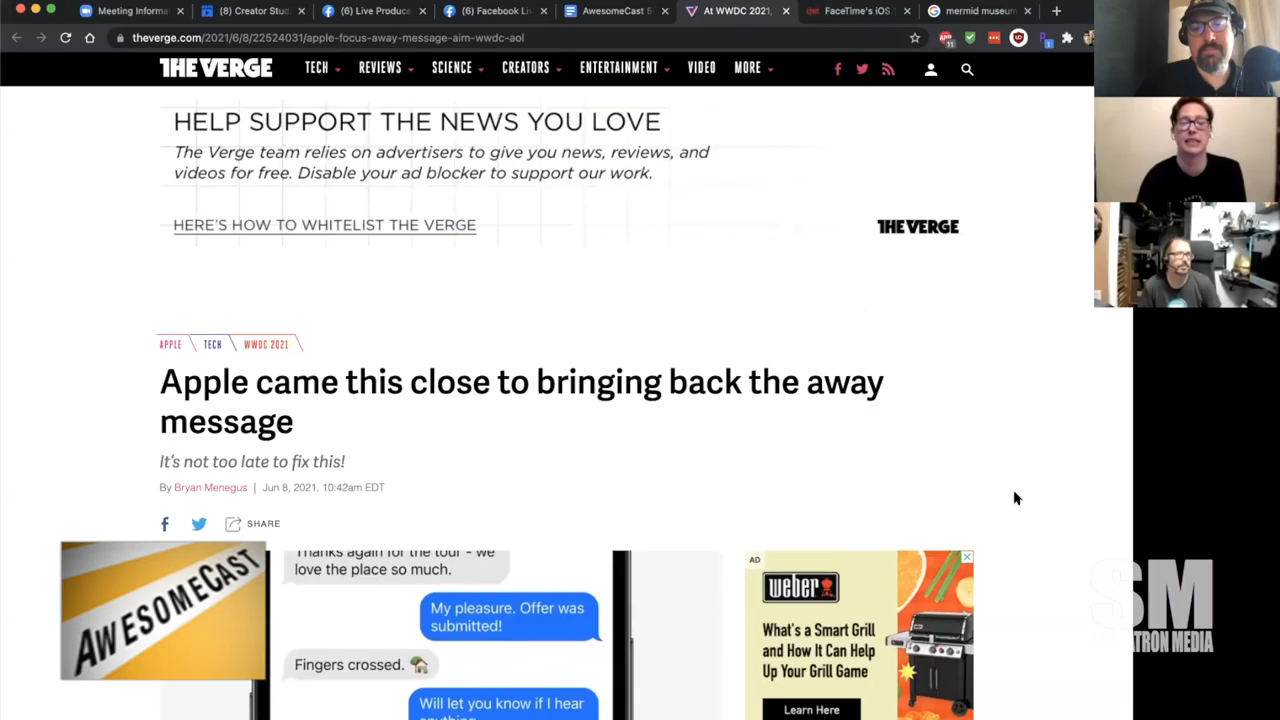 Meeting Informa
(8) Creator Stud
(6) Live Produce
(6) Facebook Liv
AwesomeCast 5
At WWDC 2021,
FaceTime's iOS
mermid museum
theverge.com/2021/6/8/22524031/apple-focus-away-message-aim-wwdc-aol
THE VERGE
TECH
REVIEWS
SCIENCE
CREATORS
ENTERTAINMENT
VIDEO
MORE
HELP SUPPORT THE NEWS YOU LOVE
The Verge team relies on advertisers to give you news, reviews, and
videos for free. Disable your ad blocker to support our work.
HERE'S HOW TO WHITELIST THE VERGE
THE VERGE
APPLE
TECH
WWDC 2021
Apple came this close to bringing back the away
message
It's not too late to fix this!
By Bryan Menegus | Jun 8, 2021, 10:42am EDT
SHARE
AWESOMECAST
Thanks again for the tour - we
love the place so much.
My pleasure. Offer was
submitted!
Fingers crossed.
Will let you know if I hear
anything.
AD
weber
What's a Smart Grill
and How It Can Help
Up Your Grill Game
Learn Here
SM
MEDIA